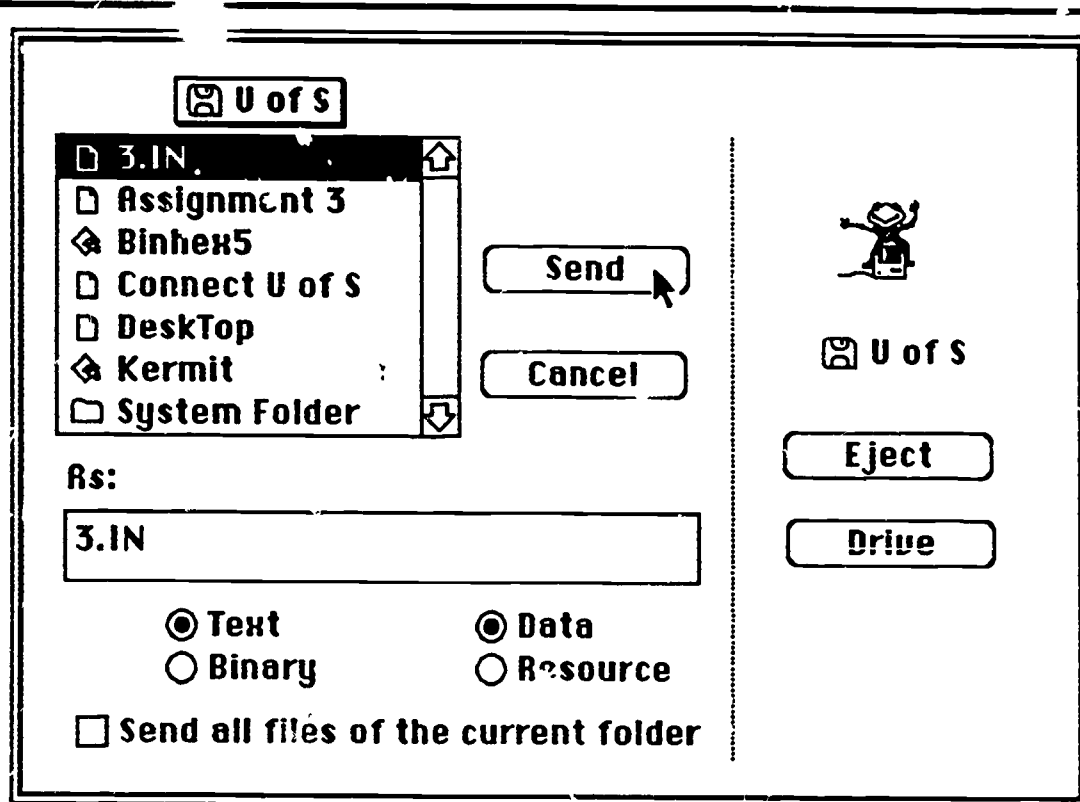 U of S
3.IN
Assignment 3
Binhex5
Connect U of S
DeskTop
Kermit
System Folder
Send
Cancel
U of S
Eject
Drive
As:
3.IN
Text
Data
Binary
Resource
Send all files of the current folder